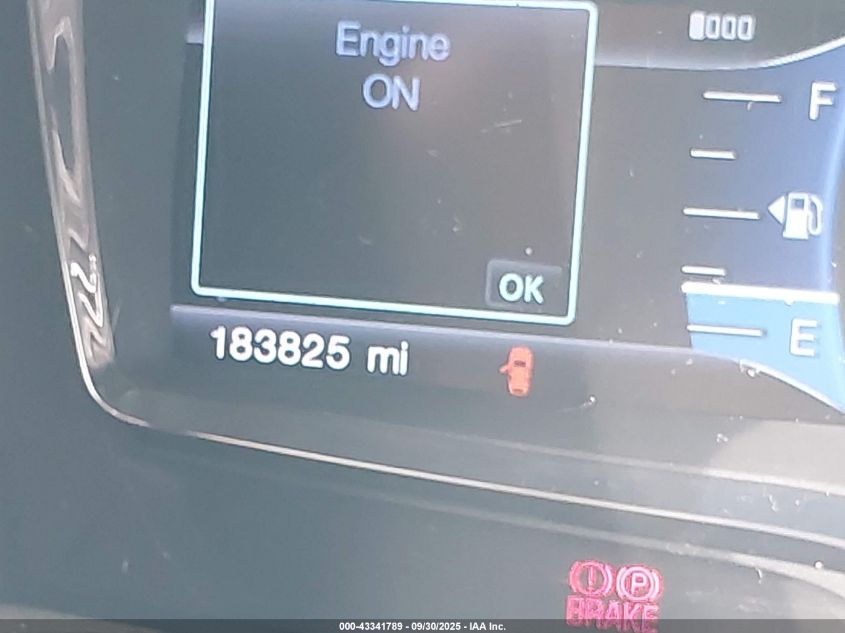 Engine
ON
F
OK
E
183825 mi
P
BRAKE
000-43341789 - 09/30/2025 - IAA Inc.